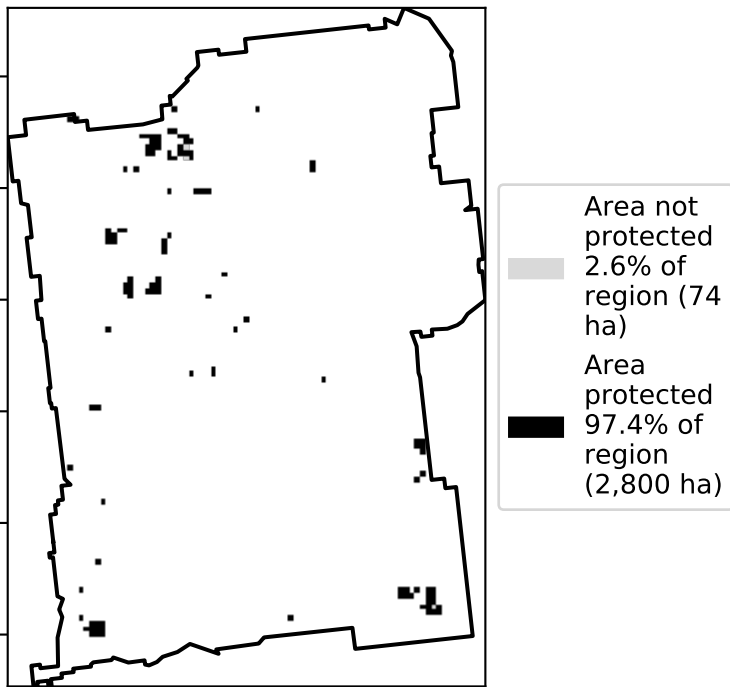 Area not
protected
2.6% of
region (74
ha)
Area
protected
97.4% of
region
(2,800 ha)